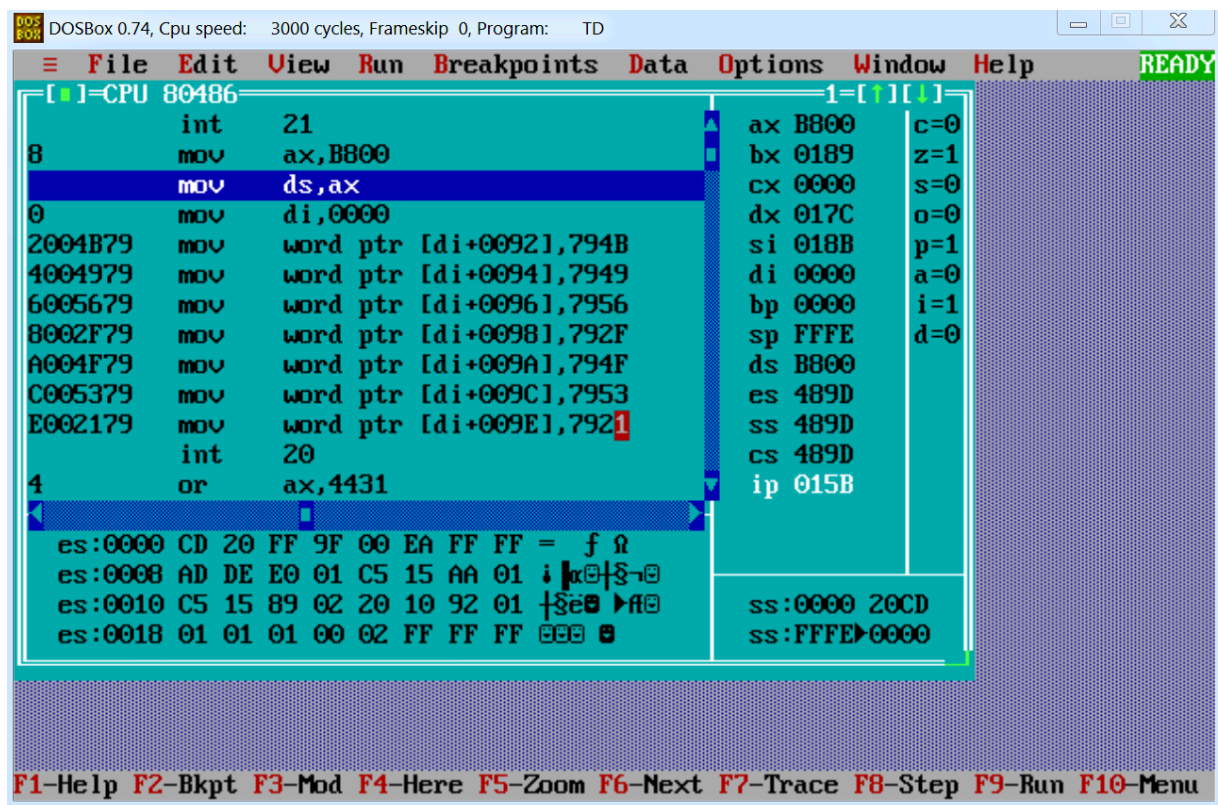 DOSBox 0.74, Cpu speed: 3000 cycles, Frameskip 0, Program: TD
≡ File Edit View Run Breakpoints Data Options Window Help READY
[■]=CPU 80486 1=[↑][↓]
int 21 ax B800 c=0
8 mov ax,B800 bx 0189 z=1
mov ds,ax cx 0000 s=0
0 mov di,0000 dx 017C o=0
2004B79 mov word ptr [di+0092],794B si 018B p=1
4004979 mov word ptr [di+0094],7949 di 0000 a=0
6005679 mov word ptr [di+0096],7956 bp 0000 i=1
8002F79 mov word ptr [di+0098],792F sp FFFE d=0
A004F79 mov word ptr [di+009A],794F ds B800
C005379 mov word ptr [di+009C],7953 es 489D
E002179 mov word ptr [di+009E],7921 ss 489D
int 20 cs 489D
4 or ax,4431 ip 015B
es:0000 CD 20 FF 9F 00 EA FF FF = ƒ Ω
es:0008 AD DE E0 01 C5 15 AA 01 ¡▐α☺┼§¬☺
es:0010 C5 15 89 02 20 10 92 01 ┼§ë☻ ►Æ☺ ss:0000 20CD
es:0018 01 01 01 00 02 FF FF FF ☺☺☺ ☻ ss:FFFE►0000
F1-Help F2-Bkpt F3-Mod F4-Here F5-Zoom F6-Next F7-Trace F8-Step F9-Run F10-Menu